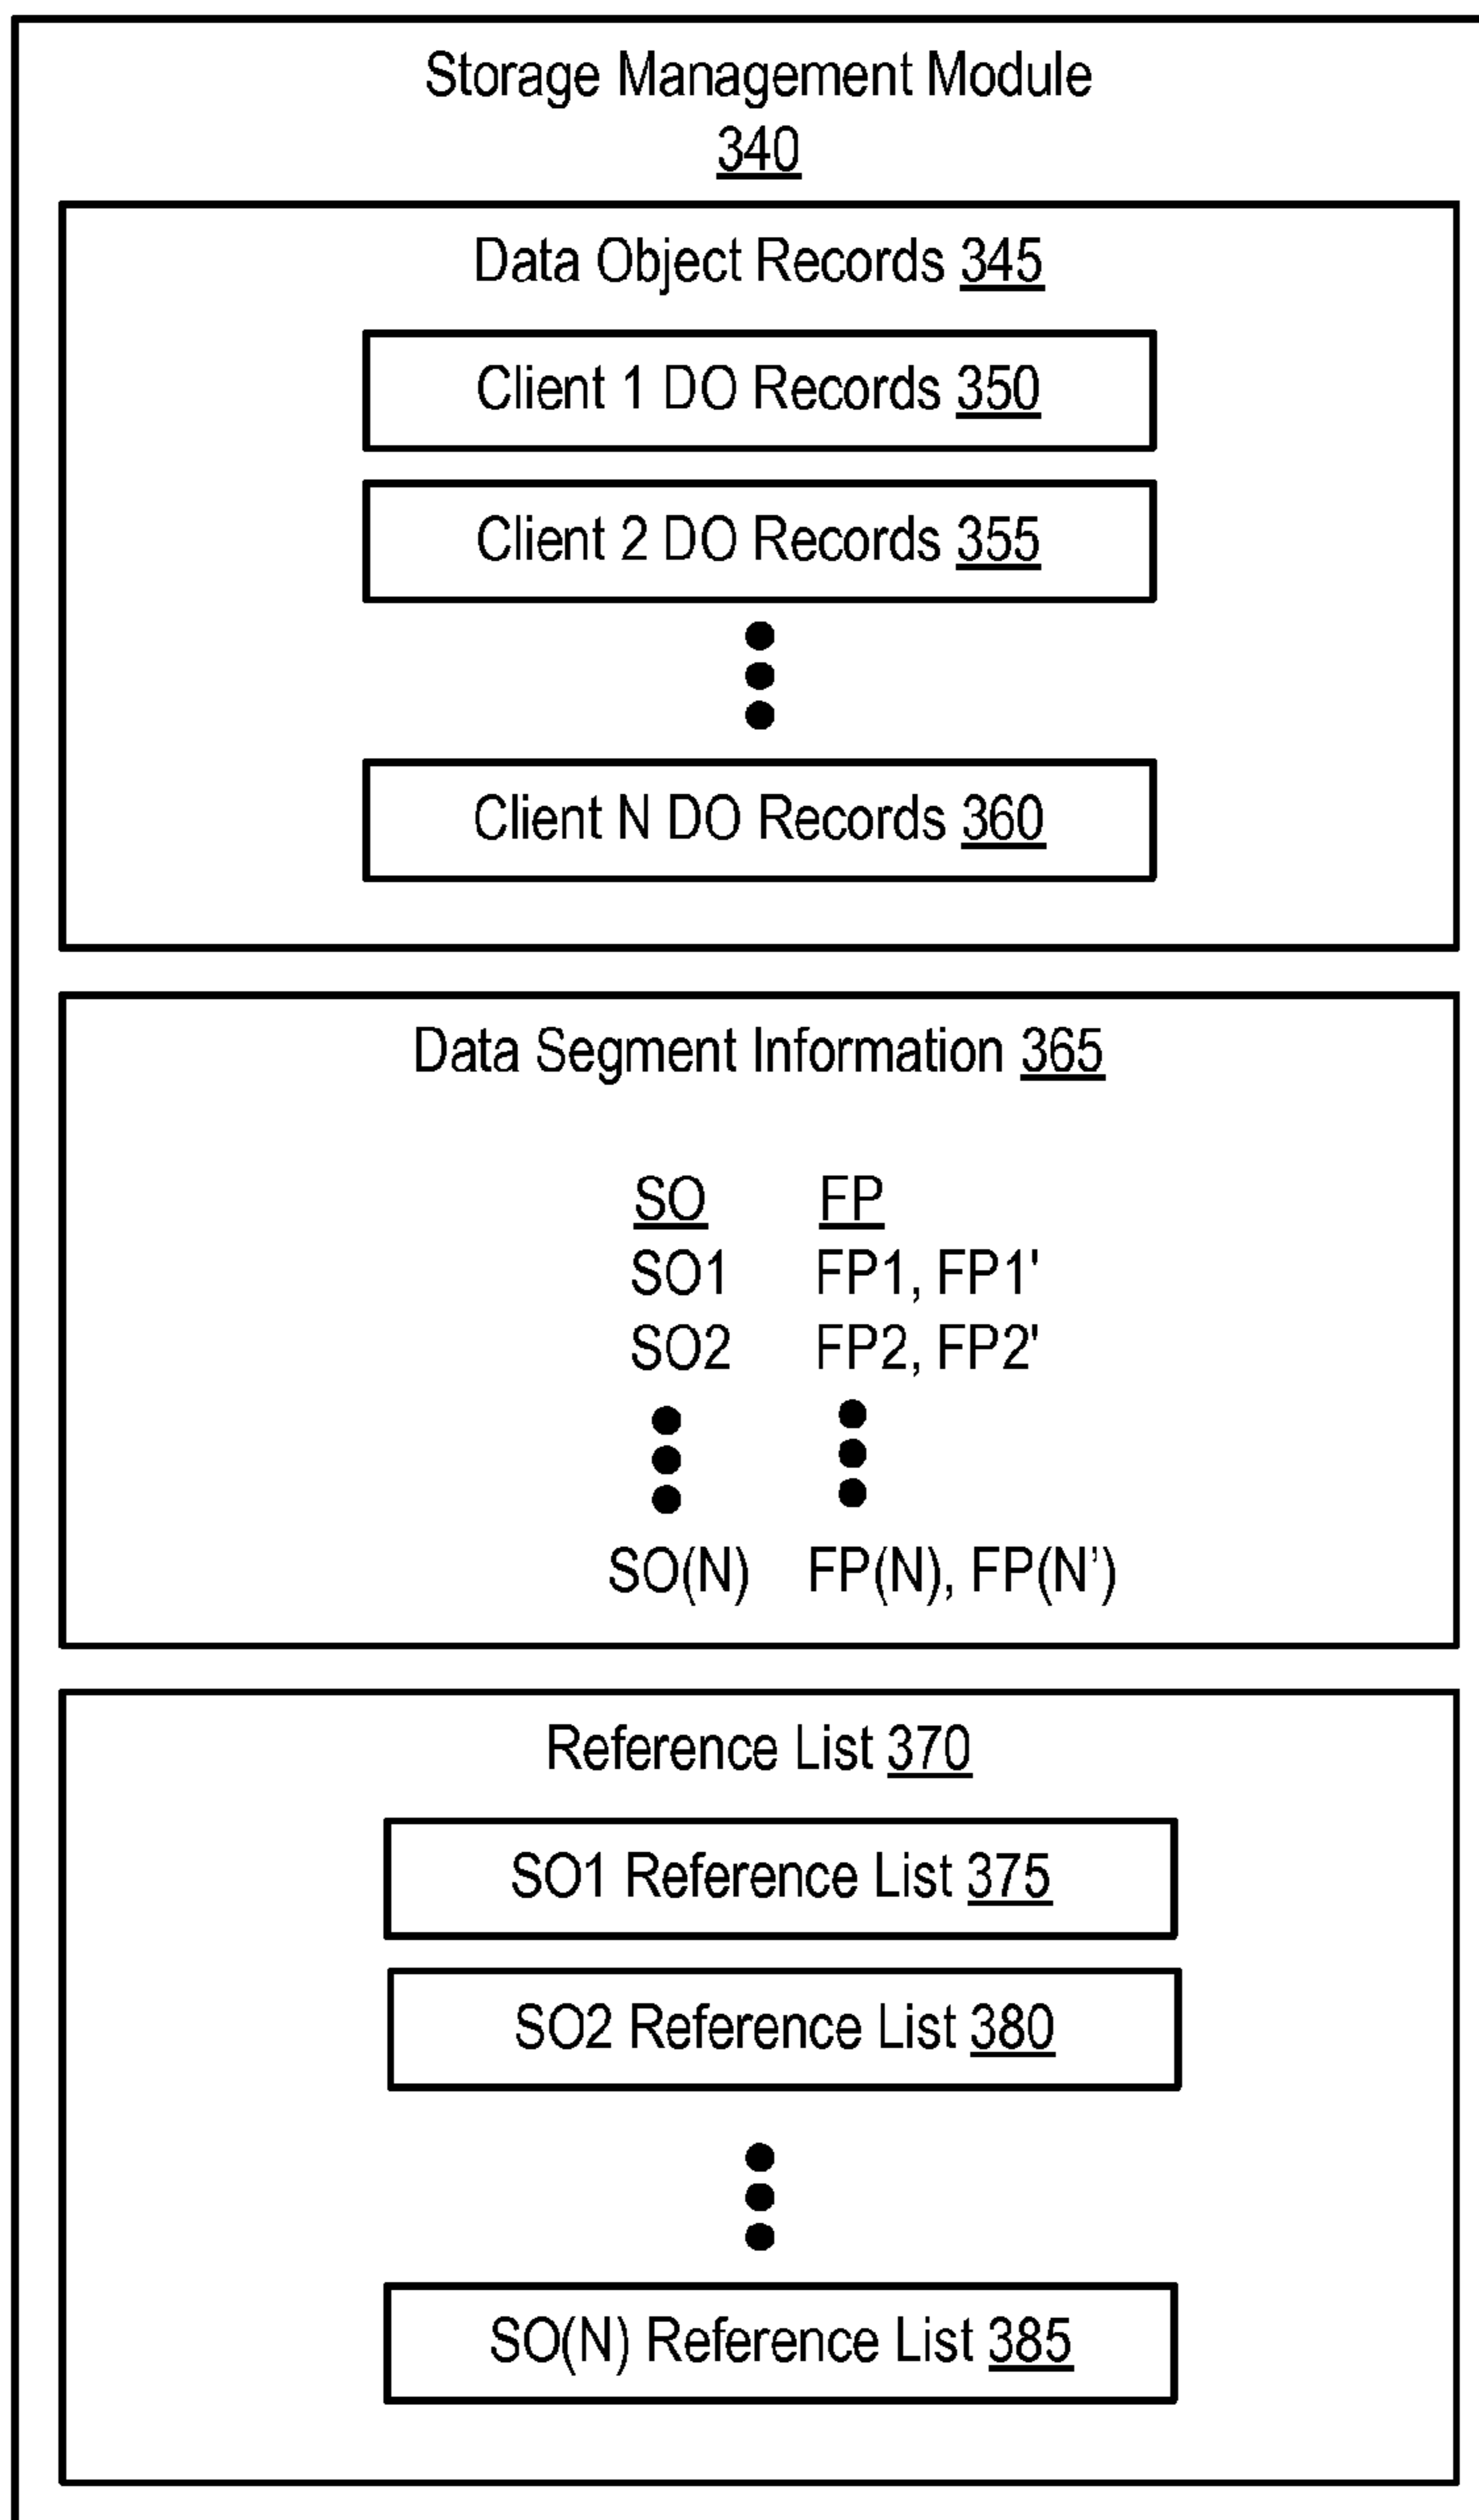 Storage Management Module
340
Data Object Records 345
Client 1 DO Records 350
Client 2 DO Records 355
Client N DO Records 360
Data Segment Information 365
SO FP
SO1 FP1, FP1'
SO2 FP2, FP2'
SO(N) FP(N), FP(N')
Reference List 370
SO1 Reference List 375
SO2 Reference List 380
SO(N) Reference List 385